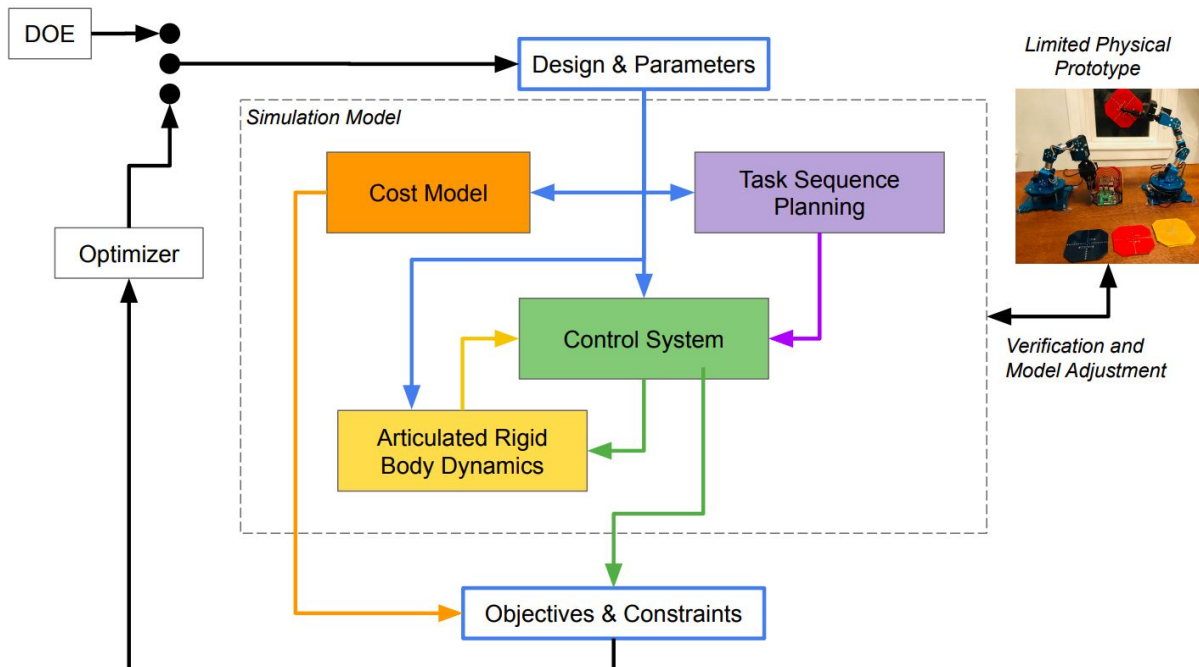 DOE
Design & Parameters
Limited Physical
Prototype
Simulation Model
Cost Model
Task Sequence
Planning
Optimizer
Control System
Verification and
Model Adjustment
Articulated Rigid
Body Dynamics
Objectives & Constraints